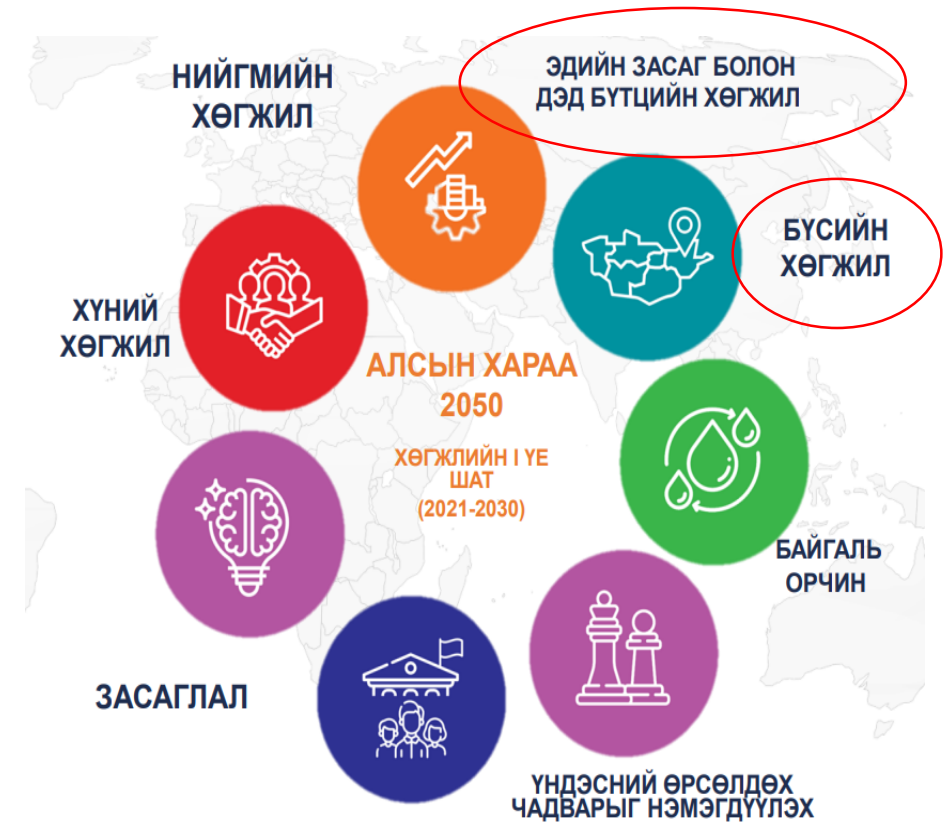 НИЙГМИЙН
ХӨГЖИЛ
ЭДИЙН ЗАСАГ БОЛОН
ДЭД БҮТЦИЙН ХӨГЖИЛ
БҮСИЙН
ХӨГЖИЛ
ХҮНИЙ
ХӨГЖИЛ
АЛСЫН ХАРАА
2050
ХӨГЖЛИЙН I ҮЕ
ШАТ
(2021-2030)
БАЙГАЛЬ
ОРЧИН
ЗАСАГЛАЛ
ҮНДЭСНИЙ ӨРСӨЛДӨХ
ЧАДВАРЫГ НЭМЭГДҮҮЛЭХ